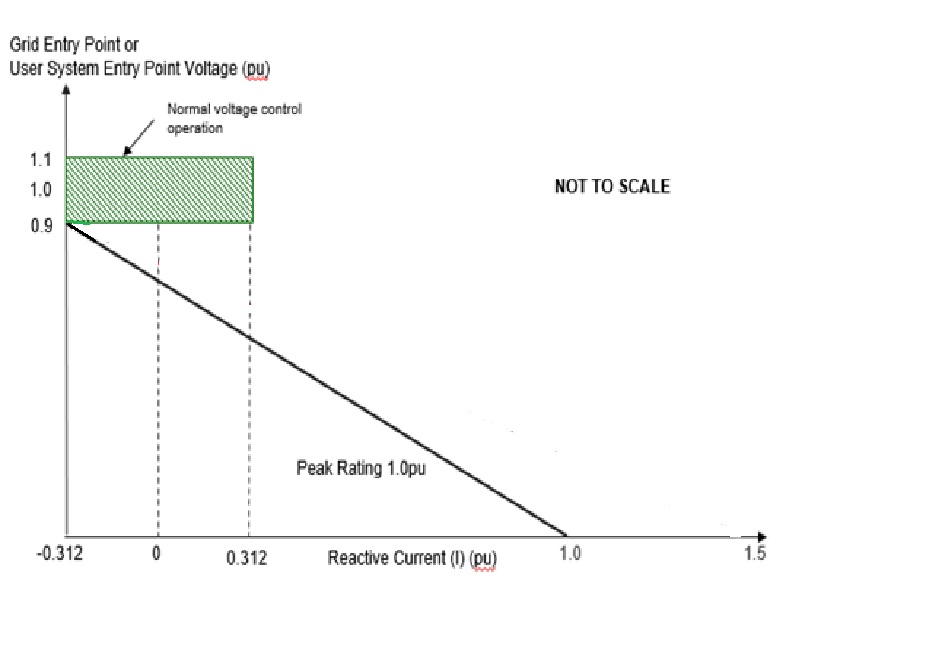 Grid Entry Point or
User System Entry Point Voltage (pu)
Normal voltage control
operation
1.1
1.0
0.9
NOT TO SCALE
Peak Rating 1.0pu
-0.312
0
0.312
Reactive Current (I) (pu)
1.0
1.5